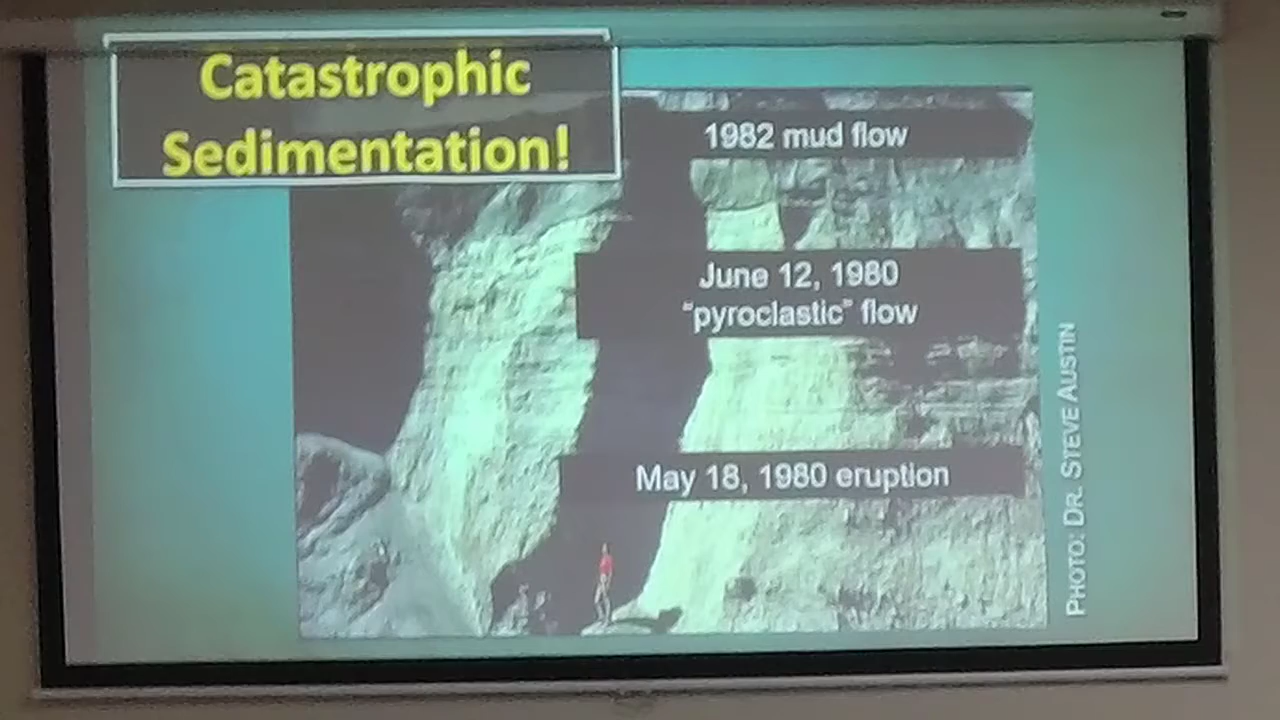 Catastrophic
Sedimentation!
1982 mud flow
June 12, 1980
“pyroclastic” flow
May 18, 1980 eruption
PHOTO: DR. STEVE AUSTIN